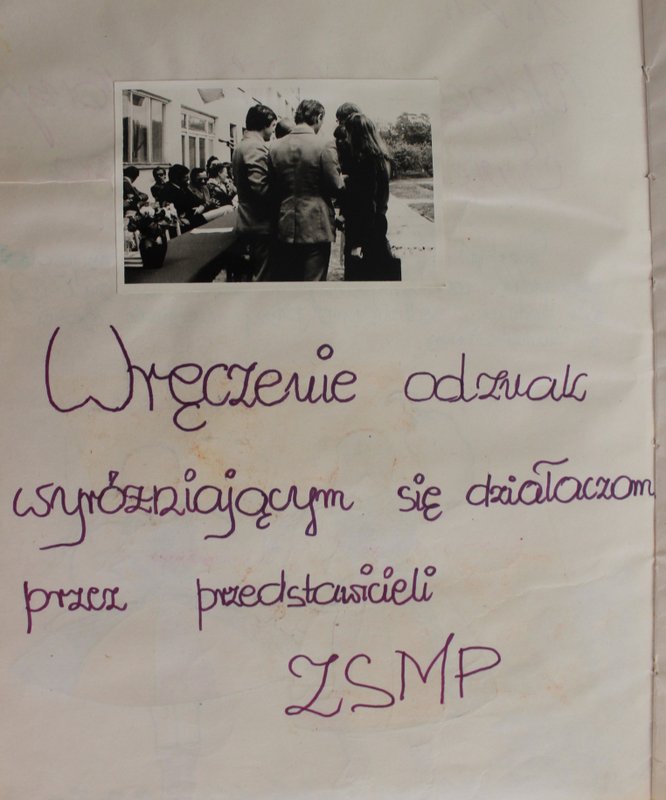 Wręczenie odznak
wyróżniającym się działaczom
przez przedstawicieli
ZSMP